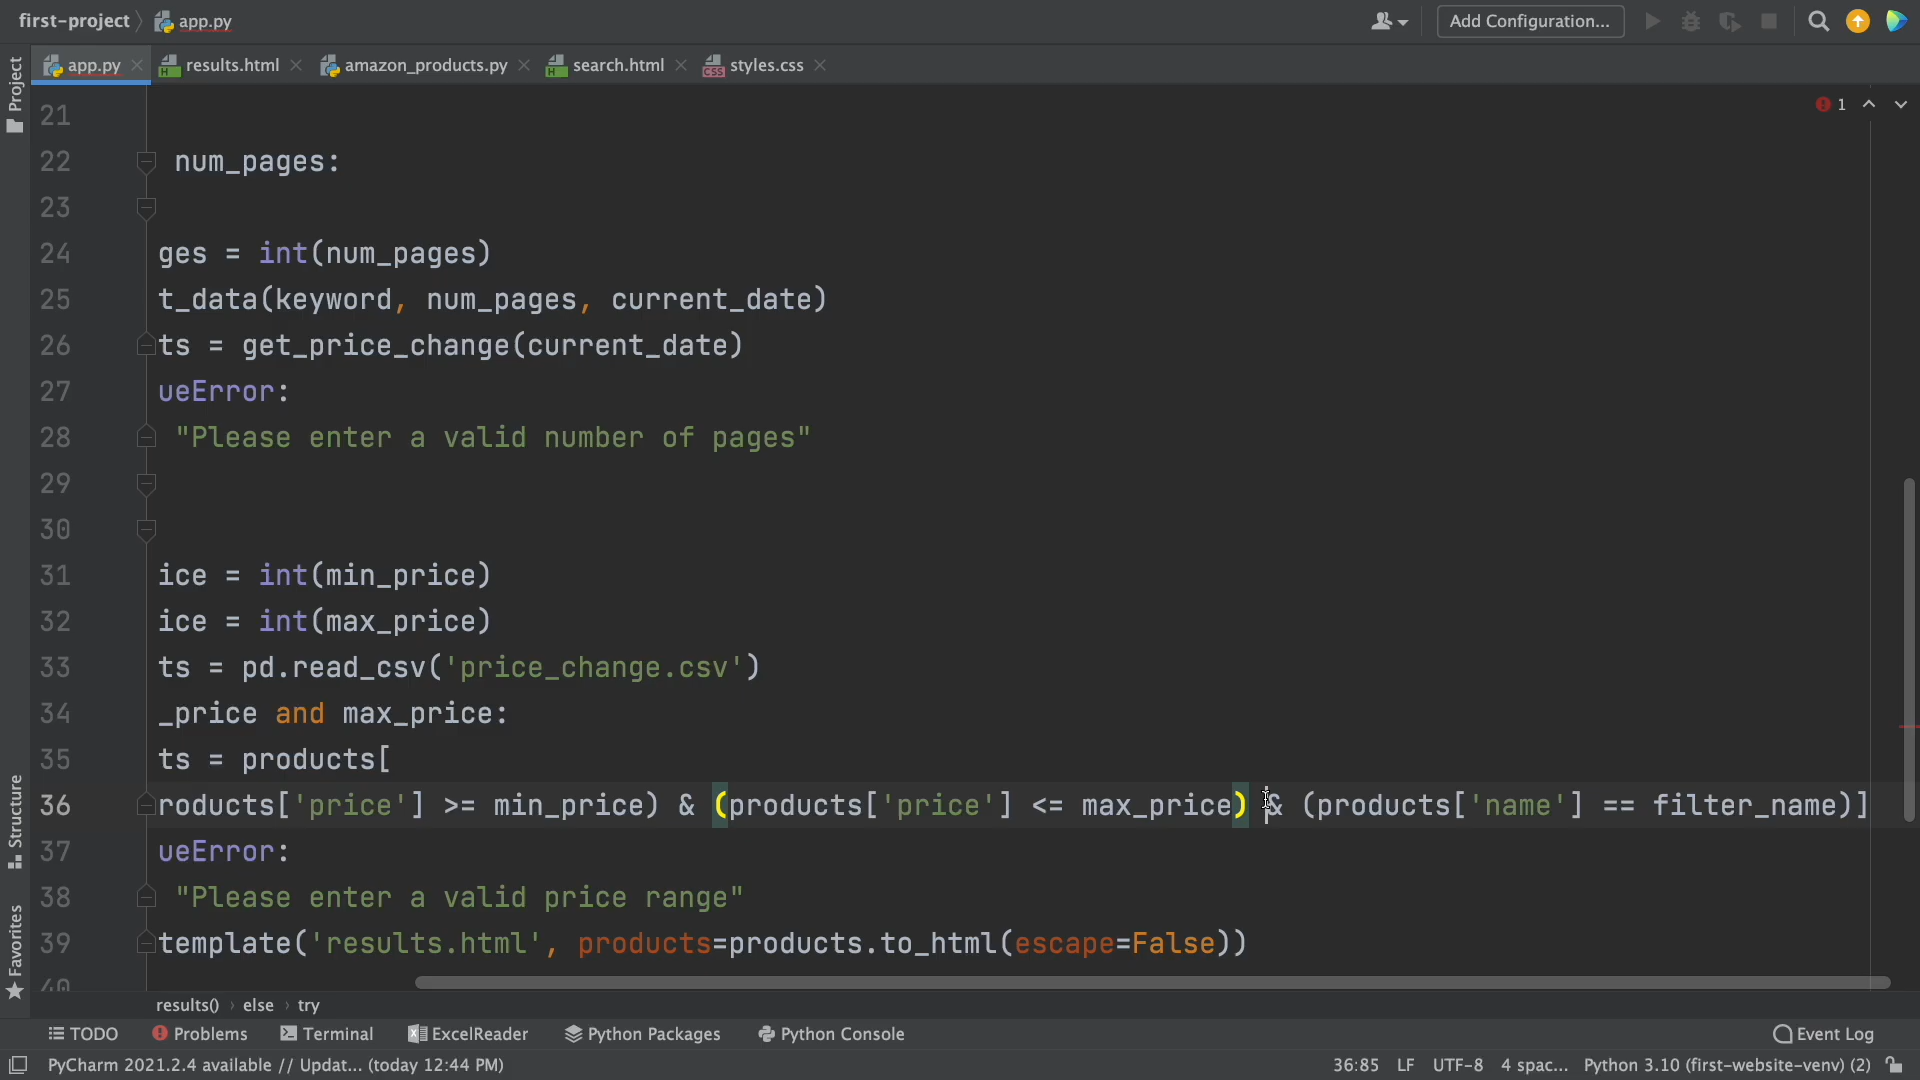 first-project app.py Add Configuration...
app.py results.html amazon_products.py search.html styles.css
Project
Structure
Favorites
1
21
22 num_pages:
23
24 ges = int(num_pages)
25 t_data(keyword, num_pages, current_date)
26 ts = get_price_change(current_date)
27 ueError:
28 "Please enter a valid number of pages"
29
30
31 ice = int(min_price)
32 ice = int(max_price)
33 ts = pd.read_csv('price_change.csv')
34 _price and max_price:
35 ts = products[
36 roducts['price'] >= min_price) & (products['price'] <= max_price) & (products['name'] == filter_name)]
37 ueError:
38 "Please enter a valid price range"
39 template('results.html', products=products.to_html(escape=False))
40
results() › else › try
TODO Problems Terminal ExcelReader Python Packages Python Console Event Log
PyCharm 2021.2.4 available // Updat... (today 12:44 PM) 36:85 LF UTF-8 4 spac... Python 3.10 (first-website-venv) (2)